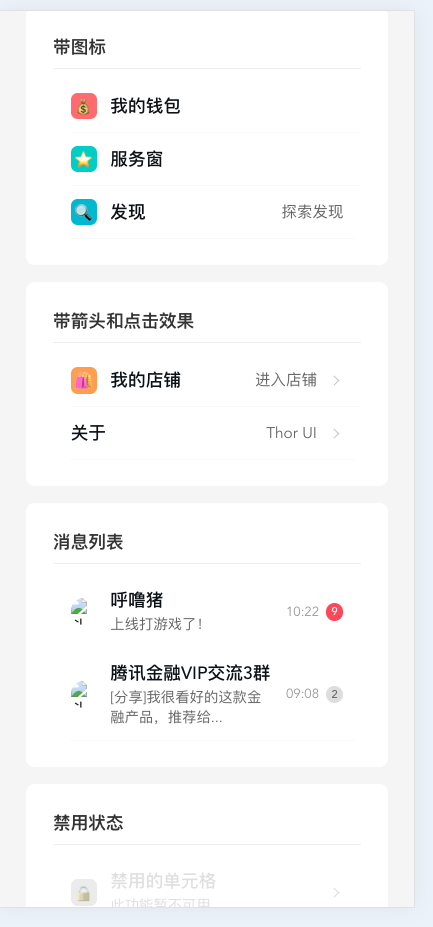 带图标
我的钱包
服务窗
发现
探索发现
带箭头和点击效果
我的店铺
进入店铺
关于
Thor UI
消息列表
呼噜猪
上线打游戏了!
10:22
9
腾讯金融VIP交流3群
[分享]我很看好的这款金
融产品，推荐给...
09:08
2
禁用状态
禁用的单元格
此功能暂不可用